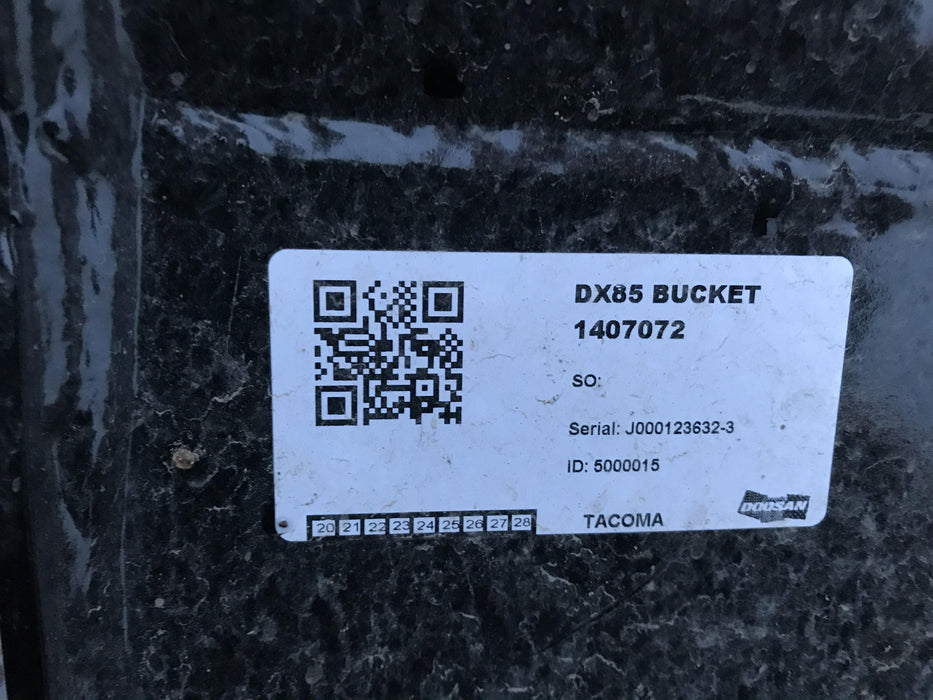 DX85 BUCKET
1407072
SO:
Serial: J000123632-3
ID: 5000015
20 21 22 23 24 25 26 27 28
TACOMA
DOOSAN